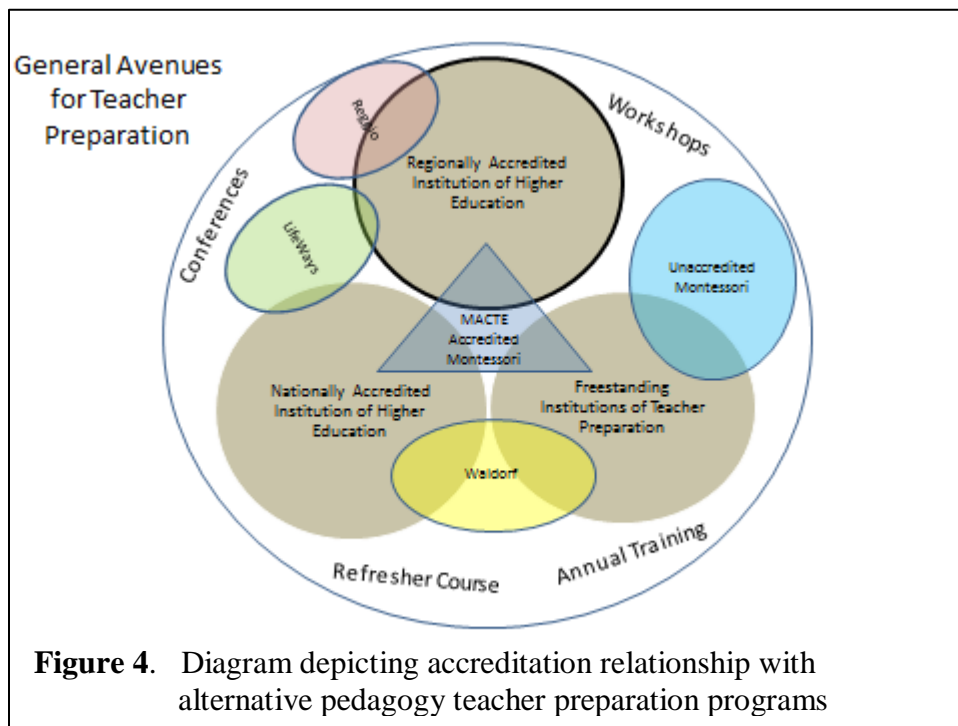 General Avenues
for Teacher
Preparation
Reggio
Workshops
Regionally Accredited
Institution of Higher
Education
Conferences
LifeWays
Unaccredited
Montessori
MACTE
Accredited
Montessori
Nationally Accredited
Institution of Higher
Education
Freestanding
Institutions of Teacher
Preparation
Waldorf
Refresher Course
Annual Training
Figure 4. Diagram depicting accreditation relationship with
alternative pedagogy teacher preparation programs